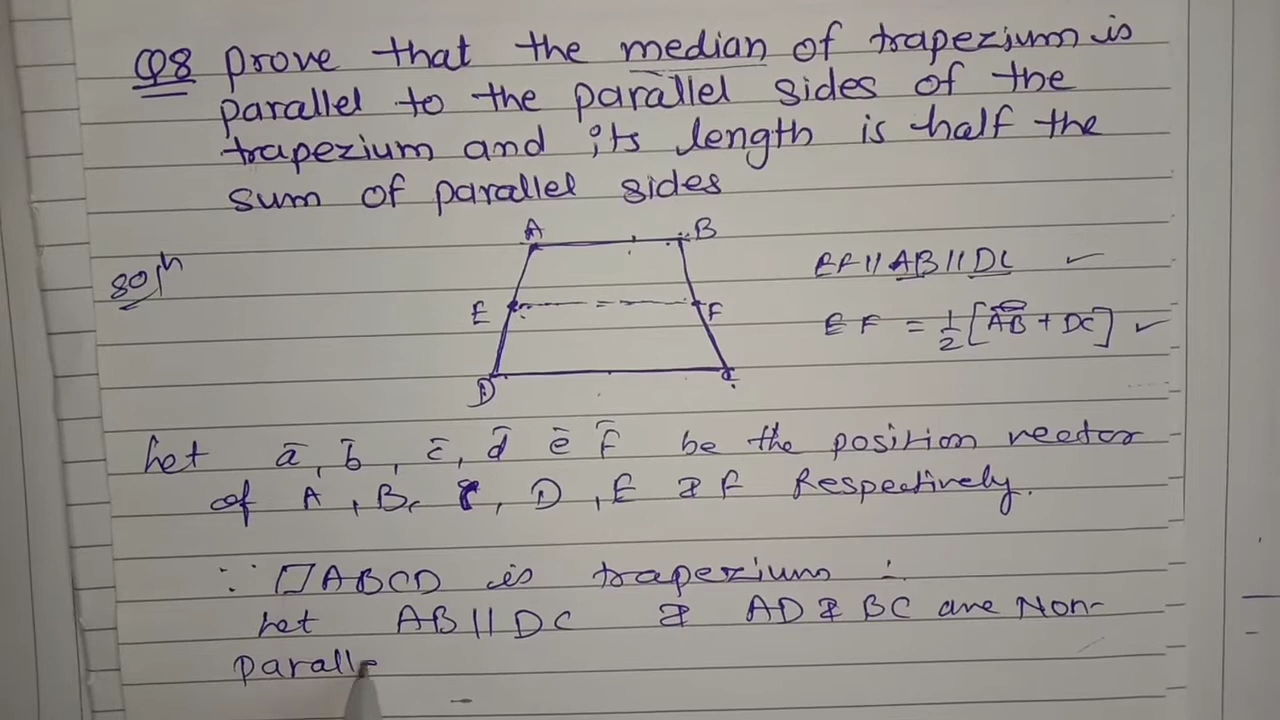 Q8 prove that the median of trapezium is
parallel to the parallel sides of the
trapezium and its length is half the
sum of parallel sides
Soln
A
B
E
F
D
C
EF || AB || DC ✓
EF = 1/2 [AB + DC] ✓
Let a̅, b̅, c̅, d̅ e̅ f̅ be the position vector
of A, B, C, D, E & F Respectively.
∵ □ABCD is trapezium ∴
Let AB || DC & AD & BC are Non-
paralle